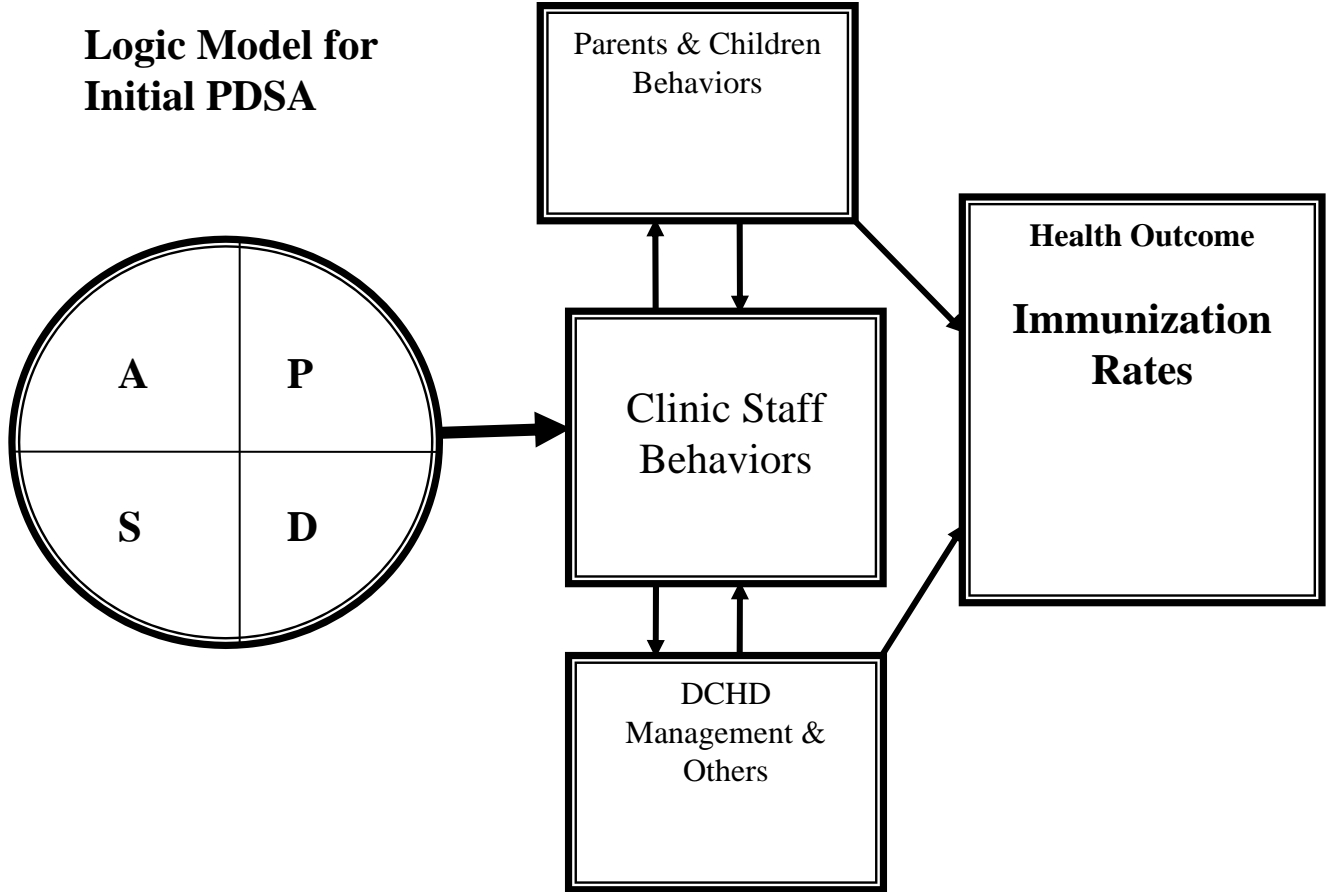 Logic Model for
Initial PDSA
Parents & Children
Behaviors
Health Outcome
Immunization
Rates
A
P
Clinic Staff
Behaviors
S
D
DCHD
Management &
Others